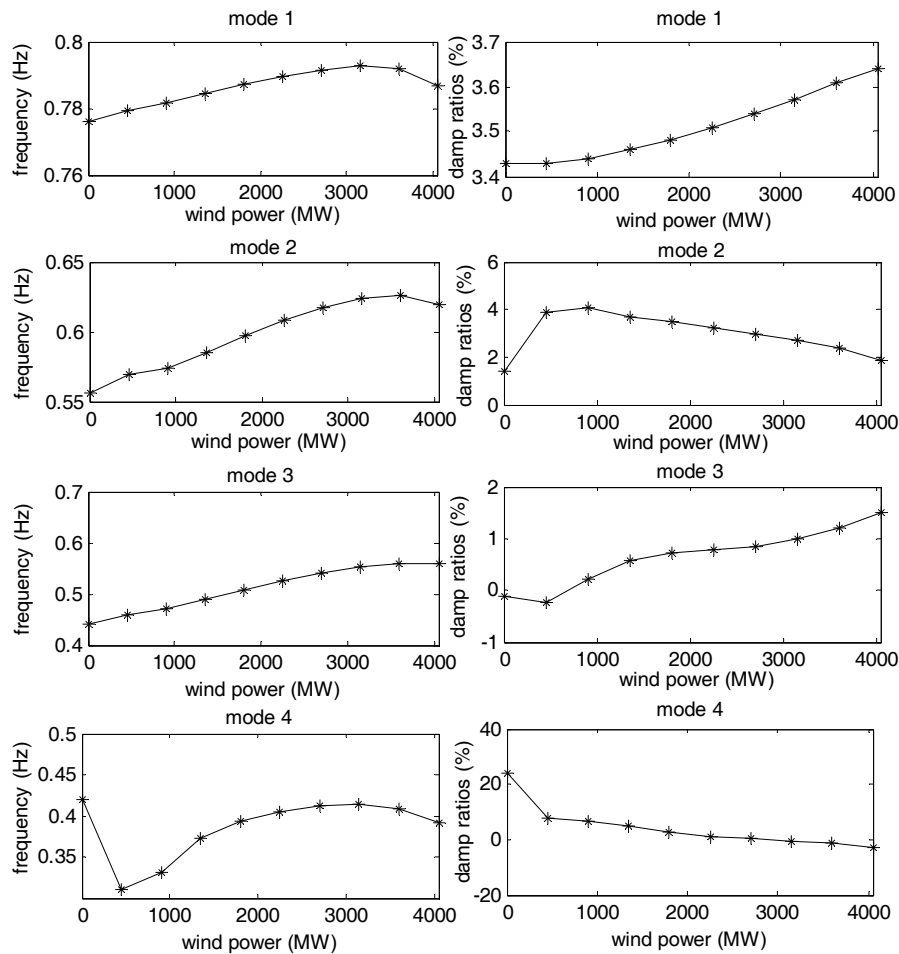 mode 1
frequency (Hz)
0.8
0.78
0.76
0 1000 2000 3000 4000
wind power (MW)
mode 1
damp ratios (%)
3.7
3.6
3.5
3.4
0 1000 2000 3000 4000
wind power (MW)
mode 2
frequency (Hz)
0.65
0.6
0.55
0 1000 2000 3000 4000
wind power (MW)
mode 2
damp ratios (%)
6
4
2
0
0 1000 2000 3000 4000
wind power (MW)
mode 3
frequency (Hz)
0.7
0.6
0.5
0.4
0 1000 2000 3000 4000
wind power (MW)
mode 3
damp ratios (%)
2
1
0
-1
0 1000 2000 3000 4000
wind power (MW)
mode 4
frequency (Hz)
0.5
0.45
0.4
0.35
0 1000 2000 3000 4000
wind power (MW)
mode 4
damp ratios (%)
40
20
0
-20
0 1000 2000 3000 4000
wind power (MW)